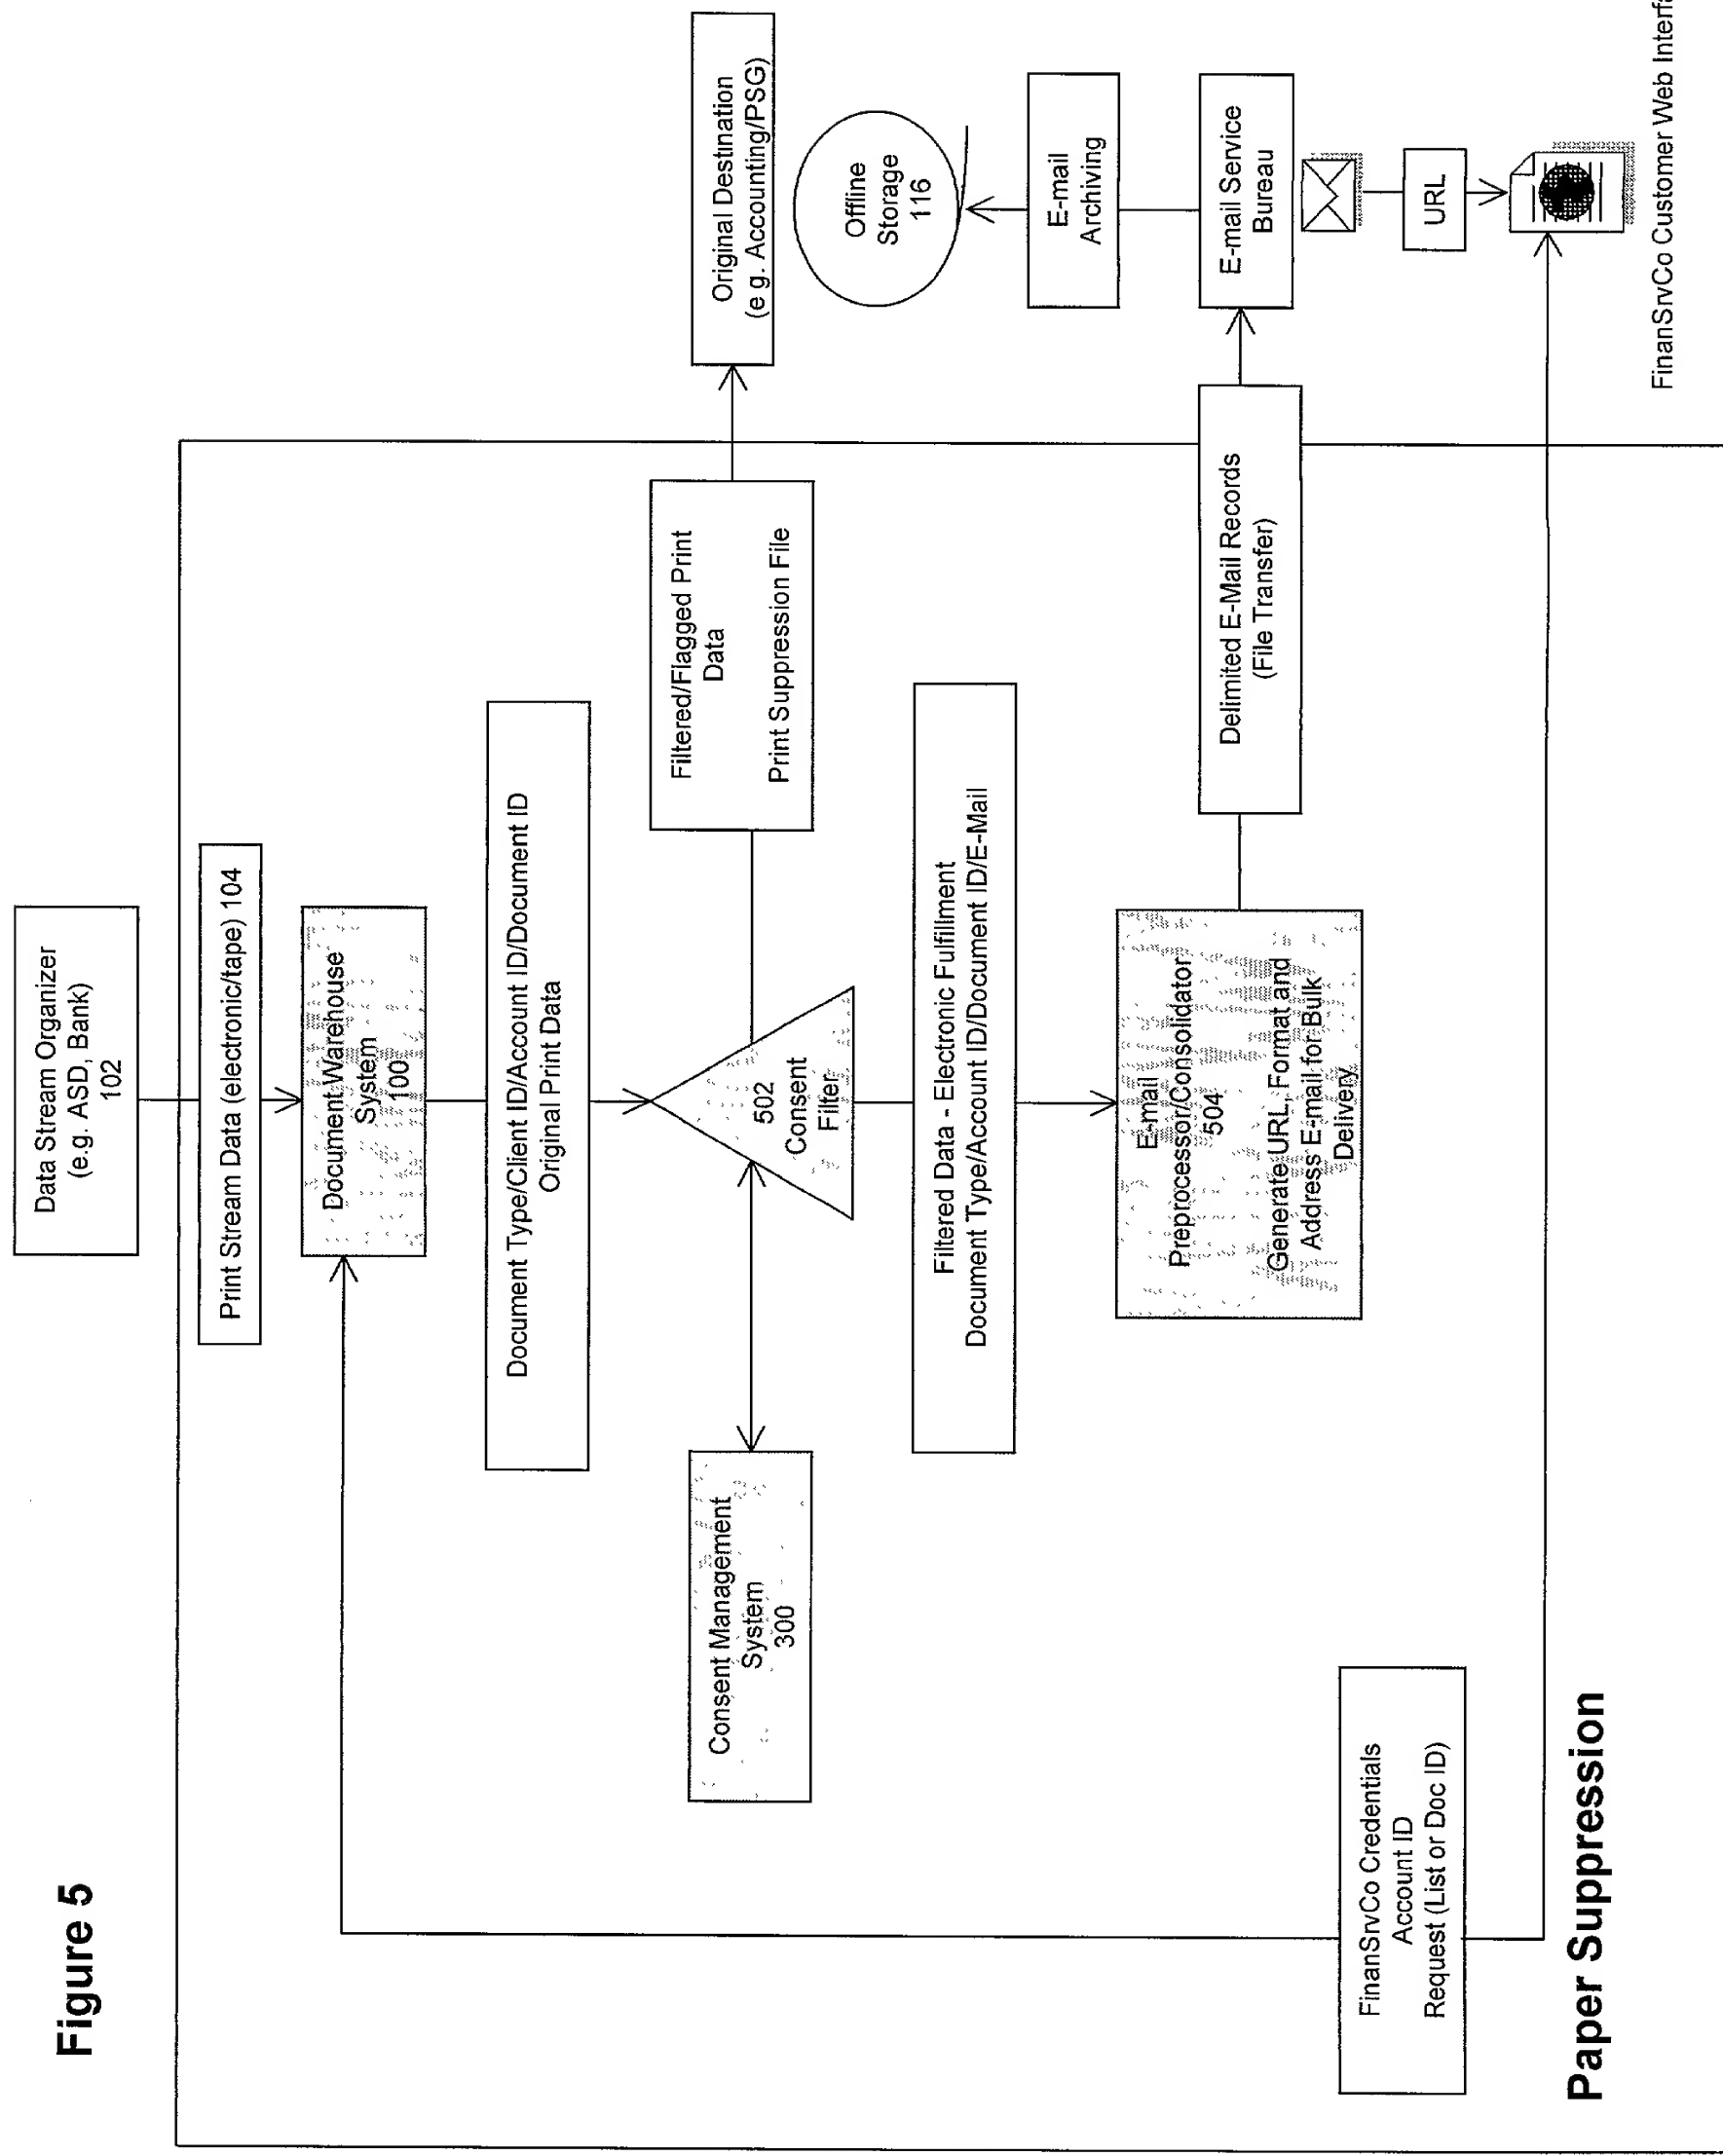 Figure 5
Data Stream Organizer
(e.g. ASD, Bank)
102
Print Stream Data (electronic/tape) 104
Document Warehouse
System
100
Document Type/Client ID/Account ID/Document ID
Original Print Data
Consent Management
System
300
502
Consent
Filter
Filtered/Flagged Print
Data
Print Suppression File
Original Destination
(e g. Accounting/PSG)
Filtered Data - Electronic Fulfillment
Document Type/Account ID/Document ID/E-Mail
Offline
Storage
116
E-mail
Archiving
E-mail
Preprocessor/Consolidator
504
Generate URL, Format and
Address E-mail for Bulk
Delivery
Delimited E-Mail Records
(File Transfer)
E-mail Service
Bureau
URL
FinanSrvCo Credentials
Account ID
Request (List or Doc ID)
FinanSrvCo Customer Web Interfa
Paper Suppression